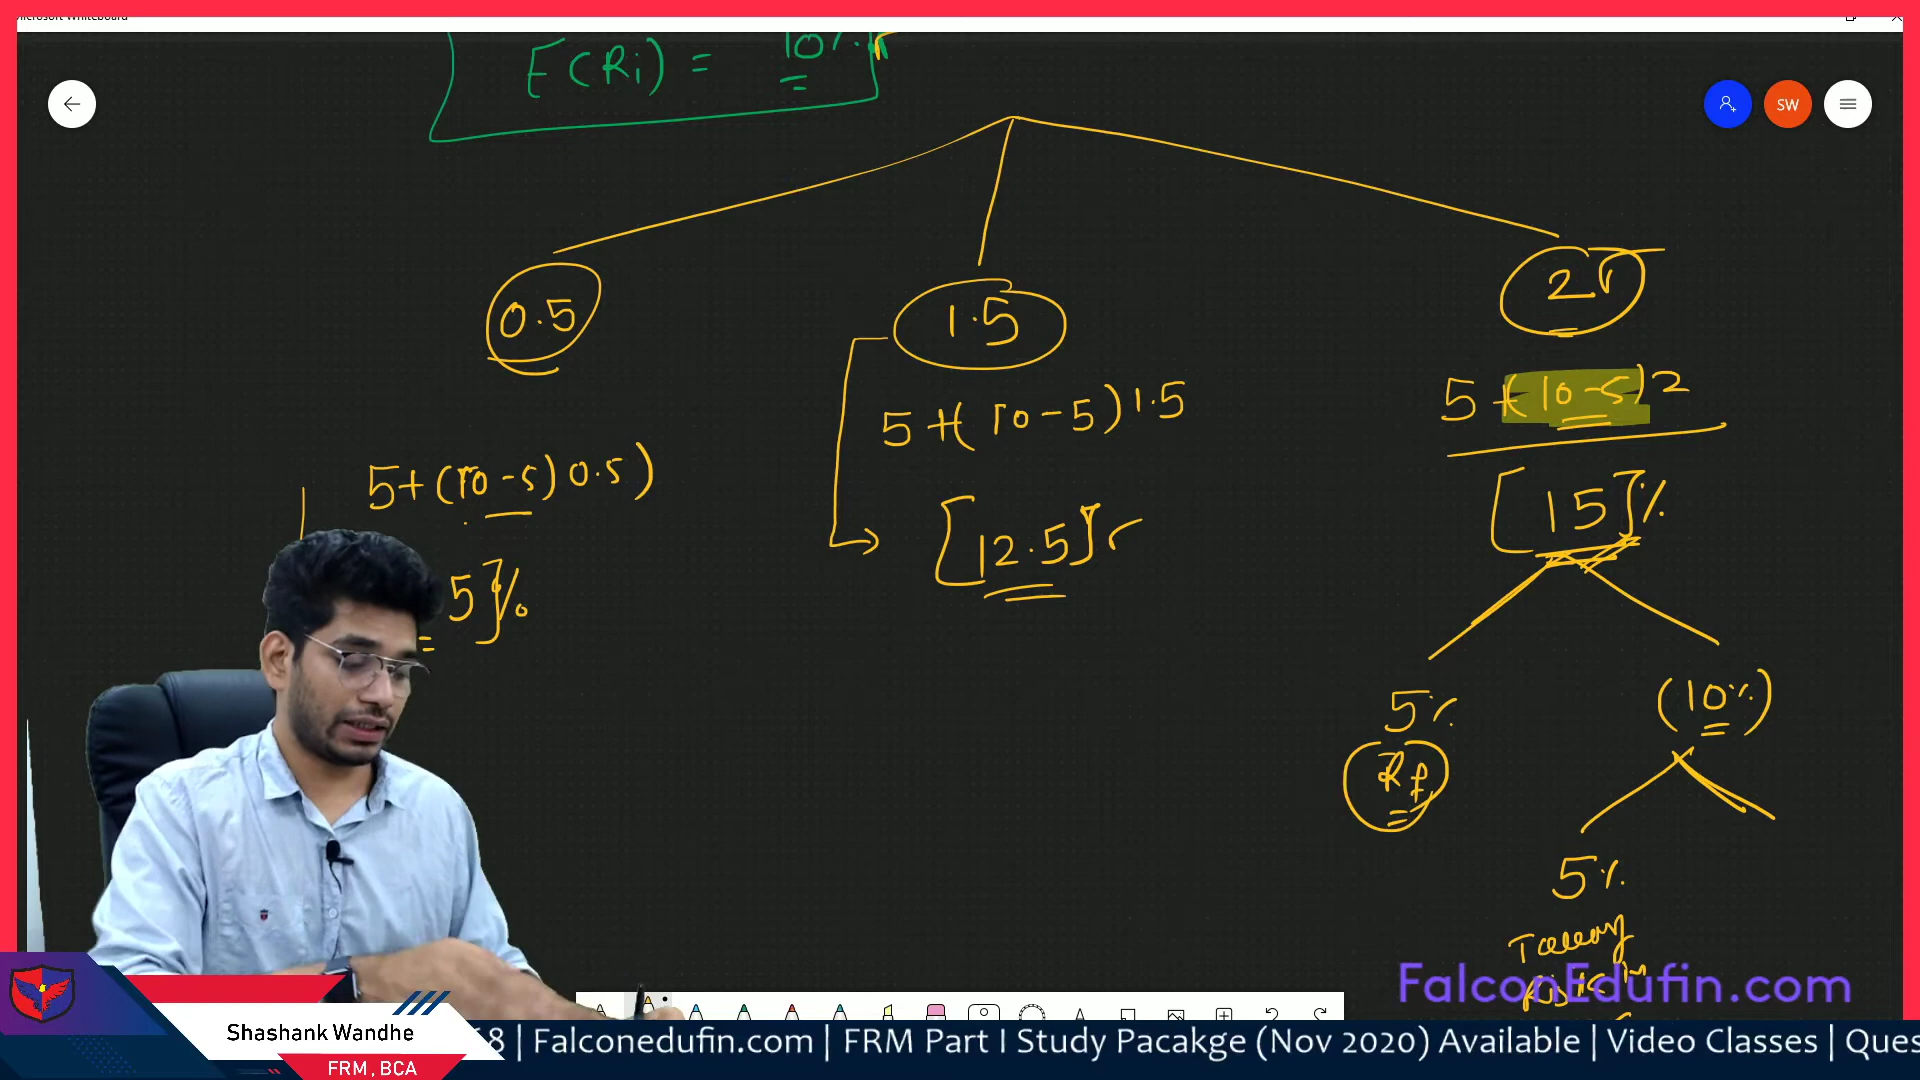 E(Ri) = 10%
SW
0.5
1.5
2
5+(10-5)0.5)
5+(10-5)1.5
5+(10-5)2
5]%
[12.5]
[15]%
5%
(10%)
Rf
5%
Risk
FalconEdufin.com
Shashank Wandhe
FRM, BCA
68 | Falconedufin.com | FRM Part I Study Pacakge (Nov 2020) Available | Video Classes | Ques